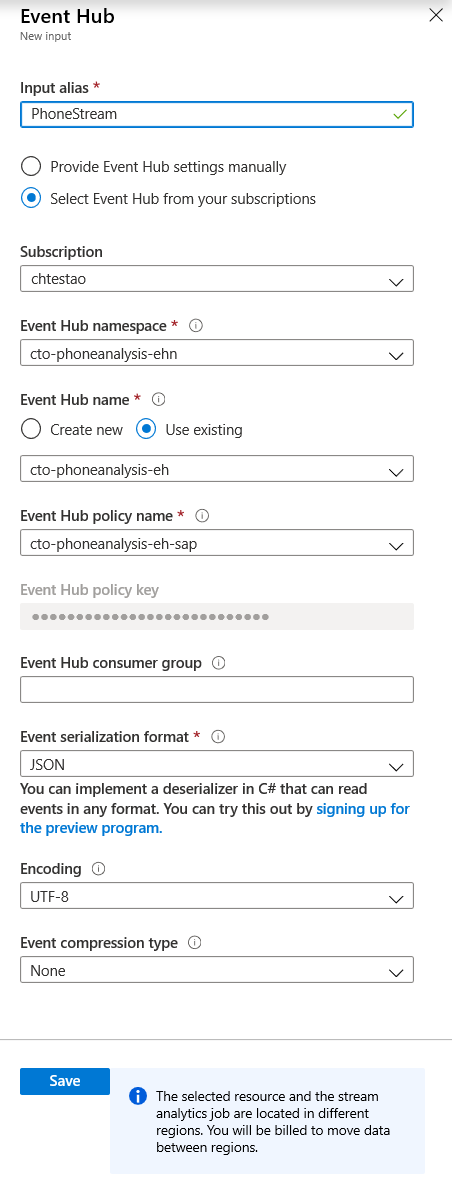 Event Hub
New input
Input alias *
PhoneStream
Provide Event Hub settings manually
Select Event Hub from your subscriptions
Subscription
chtestao
Event Hub namespace *
cto-phoneanalysis-ehn
Event Hub name *
Create new Use existing
cto-phoneanalysis-eh
Event Hub policy name *
cto-phoneanalysis-eh-sap
Event Hub policy key
Event Hub consumer group
Event serialization format *
JSON
You can implement a deserializer in C# that can read
events in any format. You can try this out by signing up for
the preview program.
Encoding
UTF-8
Event compression type
None
Save
The selected resource and the stream
analytics job are located in different
regions. You will be billed to move data
between regions.